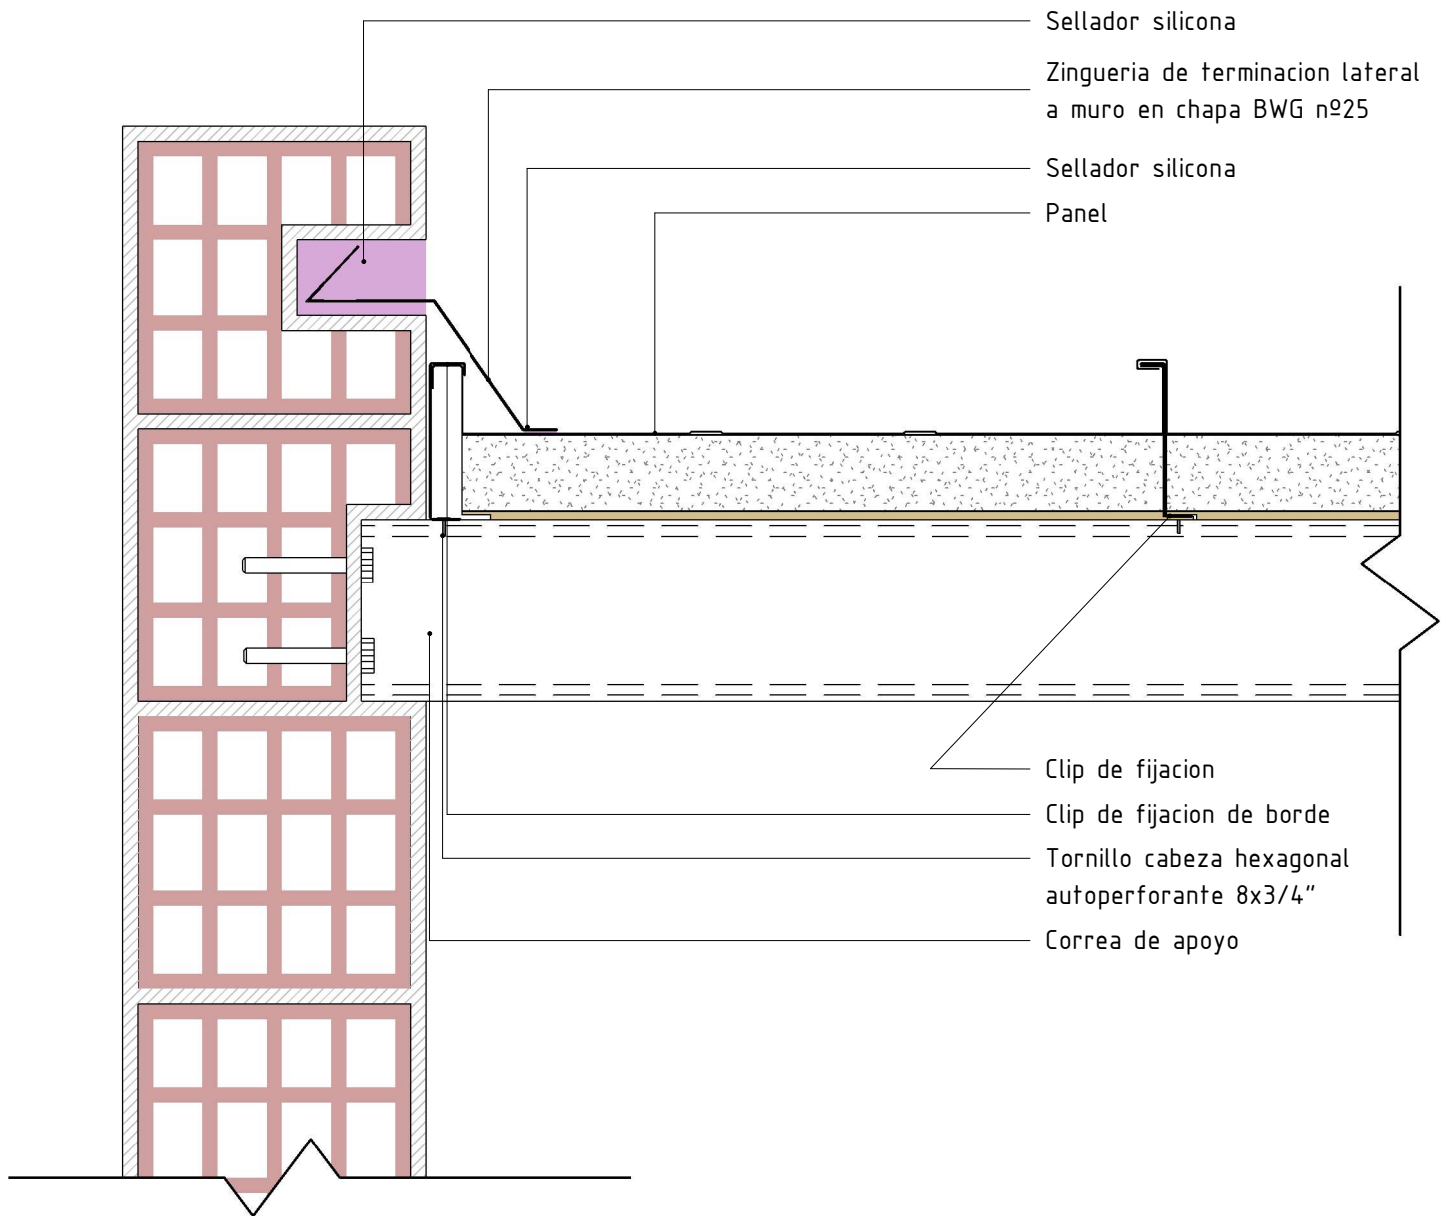 Sellador silicona
Zingueria de terminacion lateral
a muro en chapa BWG nº25
Sellador silicona
Panel
Clip de fijacion
Clip de fijacion de borde
Tornillo cabeza hexagonal
autoperforante 8x3/4"
Correa de apoyo